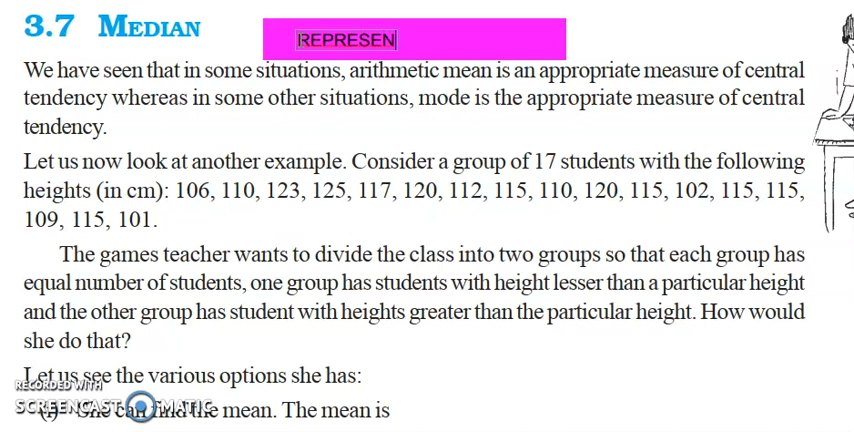 3.7 MEDIAN
REPRESEN
We have seen that in some situations, arithmetic mean is an appropriate measure of central
tendency whereas in some other situations, mode is the appropriate measure of central
tendency.
Let us now look at another example. Consider a group of 17 students with the following
heights (in cm): 106, 110, 123, 125, 117, 120, 112, 115, 110, 120, 115, 102, 115, 115,
109, 115, 101.
The games teacher wants to divide the class into two groups so that each group has
equal number of students, one group has students with height lesser than a particular height
and the other group has student with heights greater than the particular height. How would
she do that?
Let us see the various options she has:
RECORDED WITH
SCREENCAST MATIC
(i) She can find the mean. The mean is